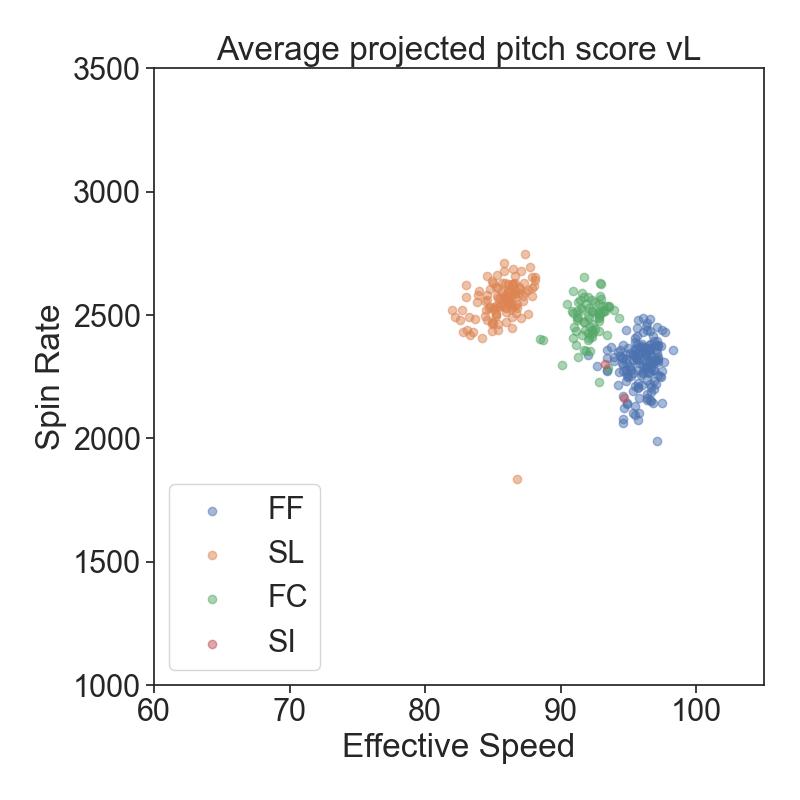 Average projected pitch score vL
3500
3000
2500
2000
1500
1000
Spin Rate
FF
SL
FC
SI
60
70
80
90
100
Effective Speed